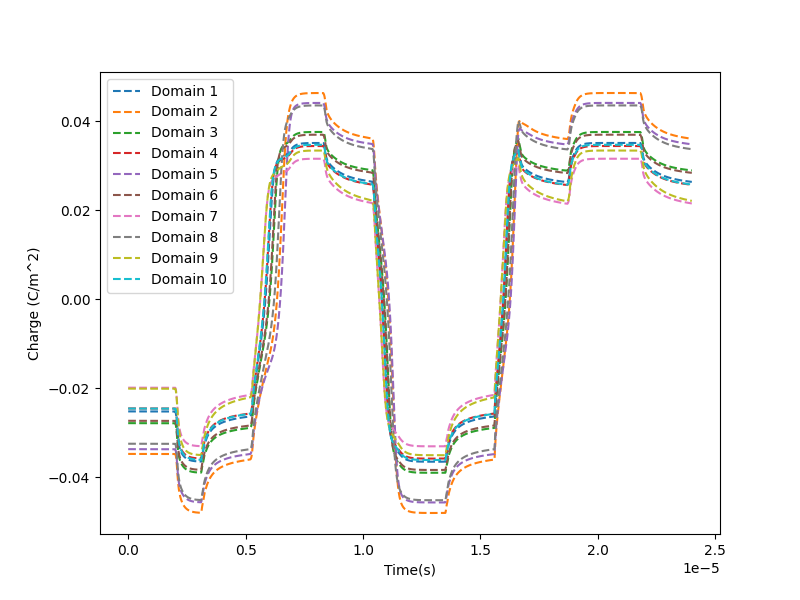 Domain 1
Domain 2
Domain 3
Domain 4
Domain 5
Domain 6
Domain 7
Domain 8
Domain 9
Domain 10
Charge (C/m^2)
0.04
0.02
0.00
−0.02
−0.04
0.0 0.5 1.0 1.5 2.0 2.5
1e−5
Time(s)